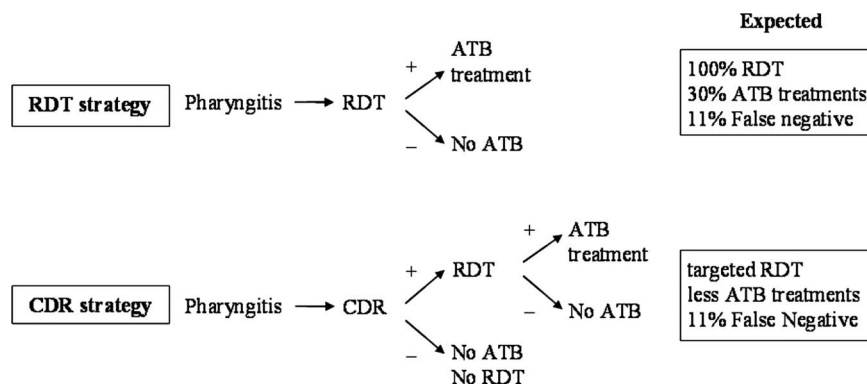 Expected
ATB
treatment
+
RDT strategy
Pharyngitis
RDT
–
No ATB
100% RDT
30% ATB treatments
11% False negative
+
ATB
treatment
+
RDT
–
No ATB
CDR strategy
Pharyngitis
CDR
–
No ATB
No RDT
targeted RDT
less ATB treatments
11% False Negative